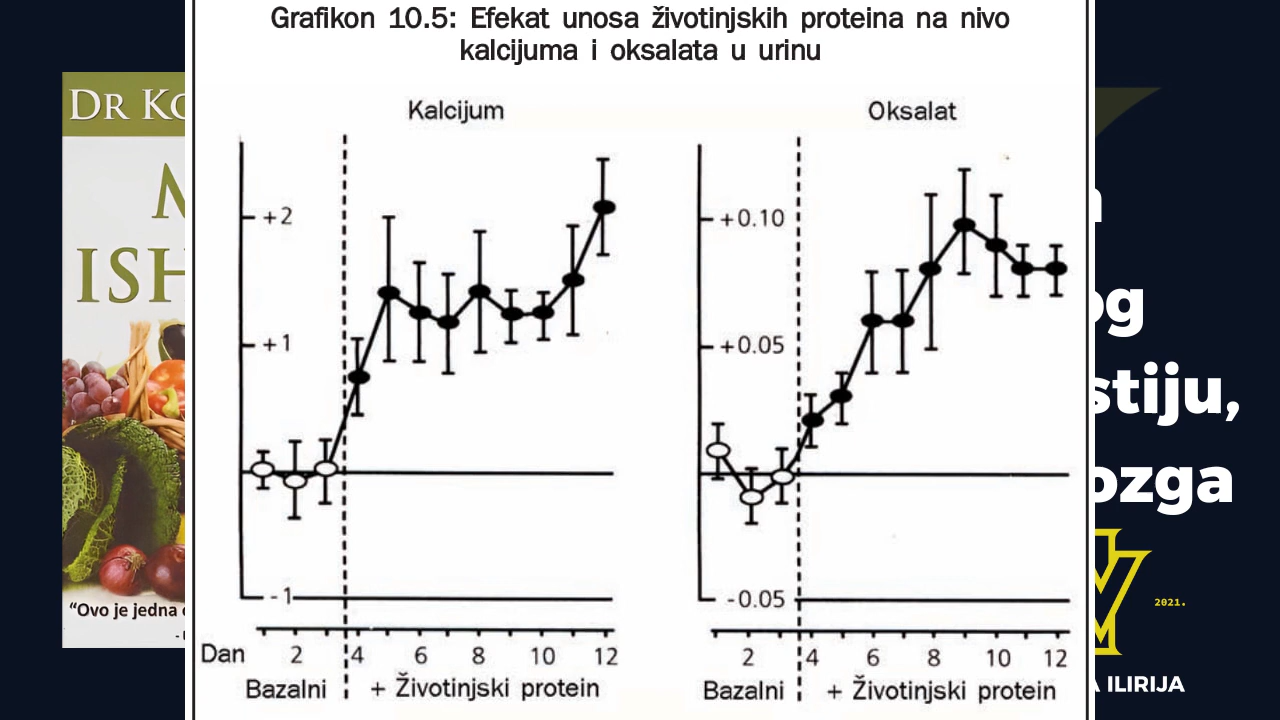 Grafikon 10.5: Efekat unosa životinjskih proteina na nivo
kalcijuma i oksalata u urinu
Kalcijum
+2
+1
-1
Dan
2
4
6
8
10
12
Bazalni
+ Životinjski protein
Oksalat
+0.10
+0.05
-0.05
2
4
6
8
10
12
Bazalni
+ Životinjski protein
DR
ISH
“Ovo je jedna
stiju,
2021.
ILIRIJA